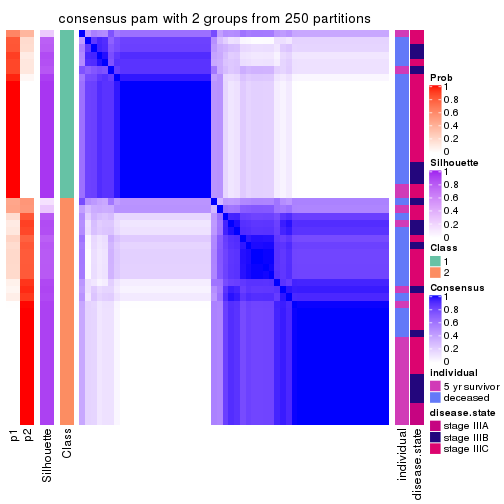 consensus pam with 2 groups from 250 partitions
Prob
1
0.8
0.6
0.4
0.2
0
Silhouette
1
0.8
0.6
0.4
0.2
0
Class
1
2
Consensus
1
0.8
0.6
0.4
0.2
0
individual
5 yr survivor
deceased
disease.state
stage IIIA
stage IIIB
stage IIIC
p1
p2
Silhouette
Class
individual
disease.state